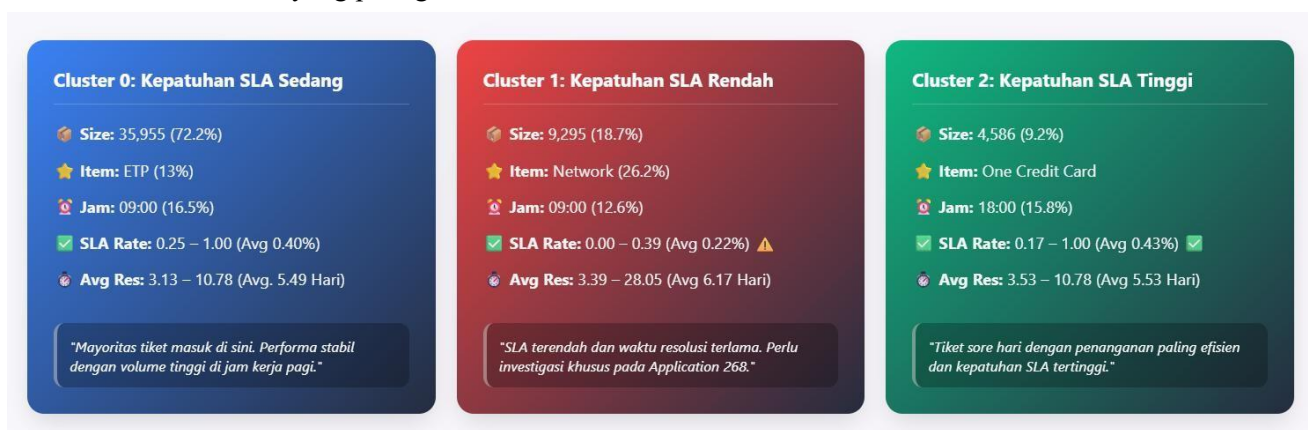 Cluster 0: Kepatuhan SLA Sedang
📦 Size: 35,955 (72.2%)
⭐ Item: ETP (13%)
⏰ Jam: 09:00 (16.5%)
✅ SLA Rate: 0.25 – 1.00 (Avg 0.40%)
⏱ Avg Res: 3.13 – 10.78 (Avg. 5.49 Hari)
"Mayoritas tiket masuk di sini. Performa stabil
dengan volume tinggi di jam kerja pagi."
Cluster 1: Kepatuhan SLA Rendah
📦 Size: 9,295 (18.7%)
⭐ Item: Network (26.2%)
⏰ Jam: 09:00 (12.6%)
✅ SLA Rate: 0.00 – 0.39 (Avg 0.22%) ⚠️
⏱ Avg Res: 3.39 – 28.05 (Avg 6.17 Hari)
"SLA terendah dan waktu resolusi terlama. Perlu
investigasi khusus pada Application 268."
Cluster 2: Kepatuhan SLA Tinggi
📦 Size: 4,586 (9.2%)
⭐ Item: One Credit Card
⏰ Jam: 18:00 (15.8%)
✅ SLA Rate: 0.17 – 1.00 (Avg 0.43%) ✅
⏱ Avg Res: 3.53 – 10.78 (Avg 5.53 Hari)
"Tiket sore hari dengan penanganan paling efisien
dan kepatuhan SLA tertinggi."